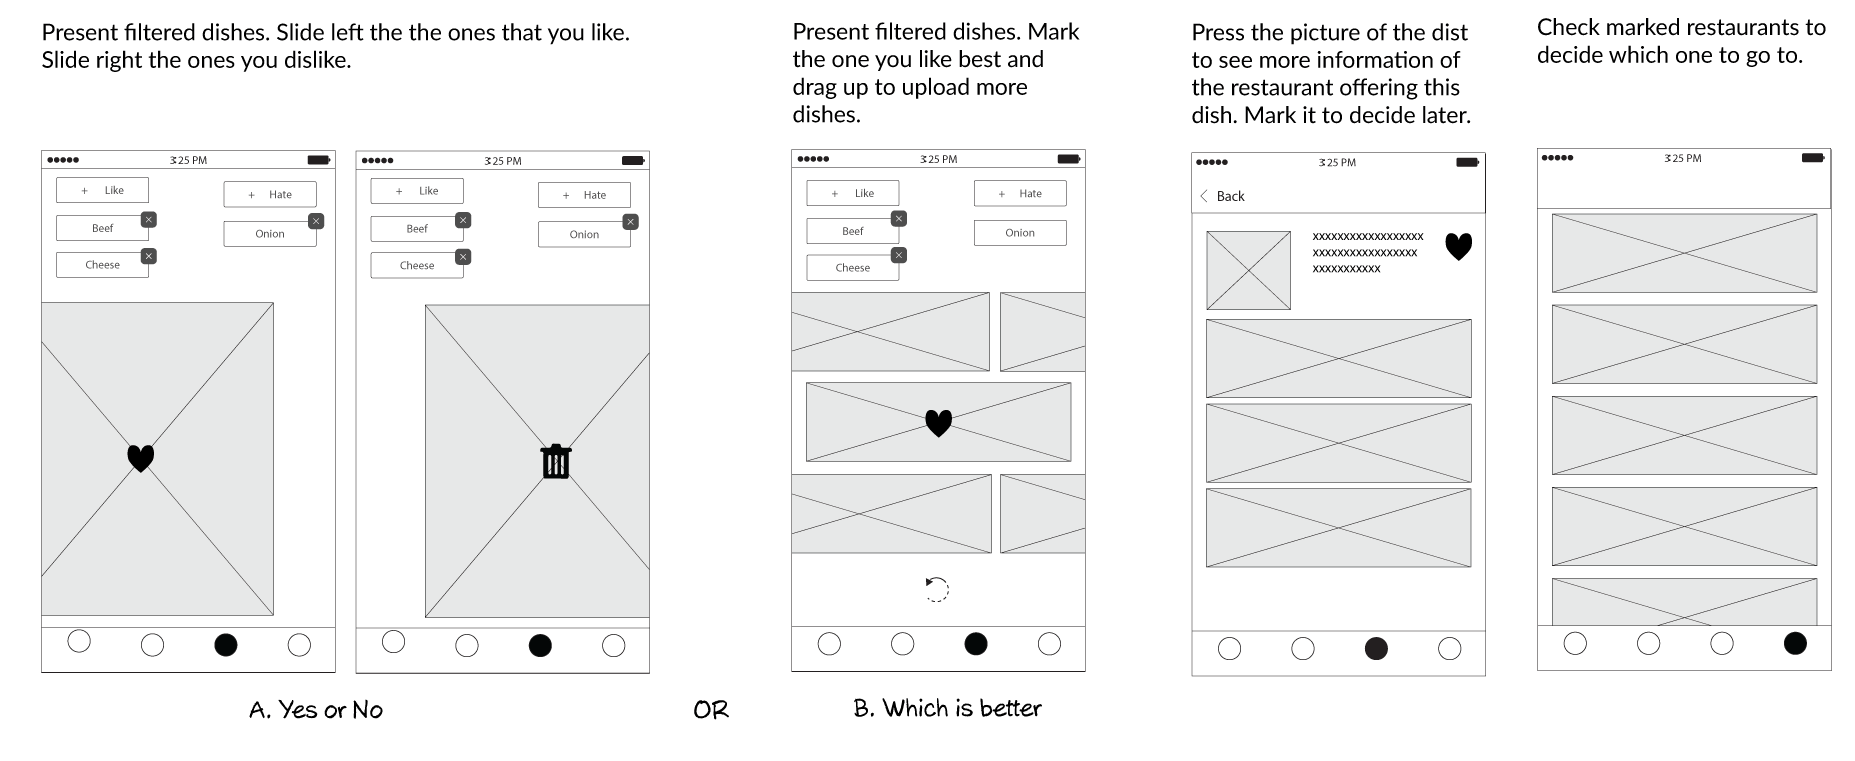 Present filtered dishes. Slide left the the ones that you like.
Slide right the ones you dislike.
Present filtered dishes. Mark
the one you like best and
drag up to upload more
dishes.
Press the picture of the dist
to see more information of
the restaurant offering this
dish. Mark it to decide later.
Check marked restaurants to
decide which one to go to.
3:25 PM
+ Like
+ Hate
Beef
Onion
Cheese
3:25 PM
+ Like
+ Hate
Beef
Onion
Cheese
3:25 PM
+ Like
+ Hate
Beef
Onion
Cheese
3:25 PM
Back
xxxxxxxxxxxxxxxxxx
xxxxxxxxxxxxxxxxx
xxxxxxxxxxx
3:25 PM
A. Yes or No
OR
B. Which is better